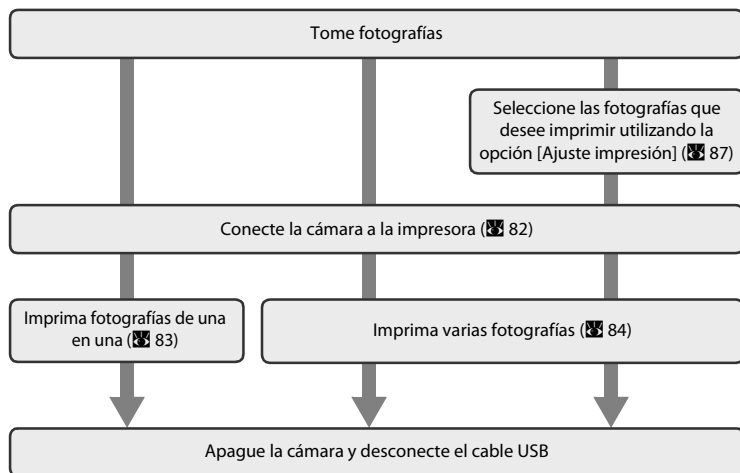 Tome fotografías
Seleccione las fotografías que
desee imprimir utilizando la
opción [Ajuste impresión] ( 87)
Conecte la cámara a la impresora ( 82)
Imprima fotografías de una
en una ( 83)
Imprima varias fotografías ( 84)
Apague la cámara y desconecte el cable USB